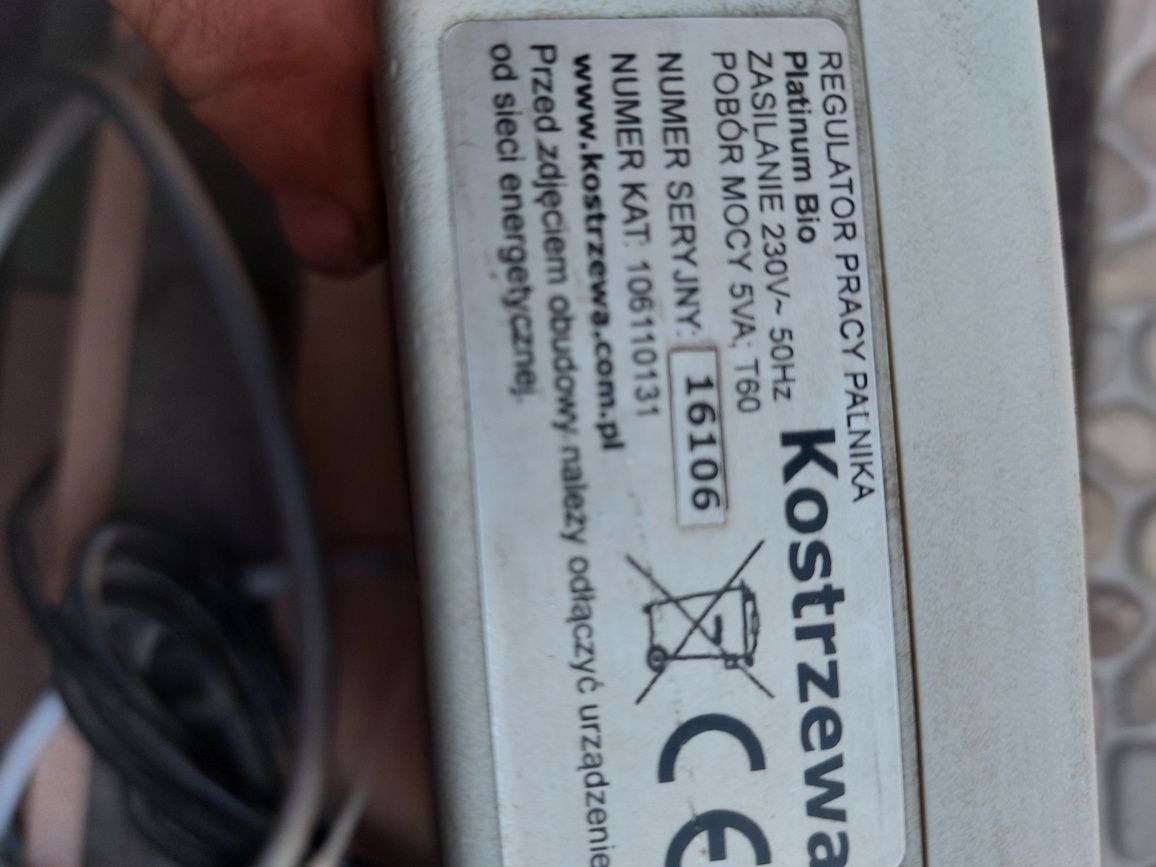 REGULATOR PRACY PALNIKA
Platinum Bio
Kostrzewa
ZASILANIE 230V~ 50Hz
POBÓR MOCY 5VA; T60
NUMER SERYJNY: 16106
NUMER KAT: 106110131
www.kostrzewa.com.pl
CE
Przed zdjęciem obudowy należy odłączyć urządzenie
od sieci energetycznej.